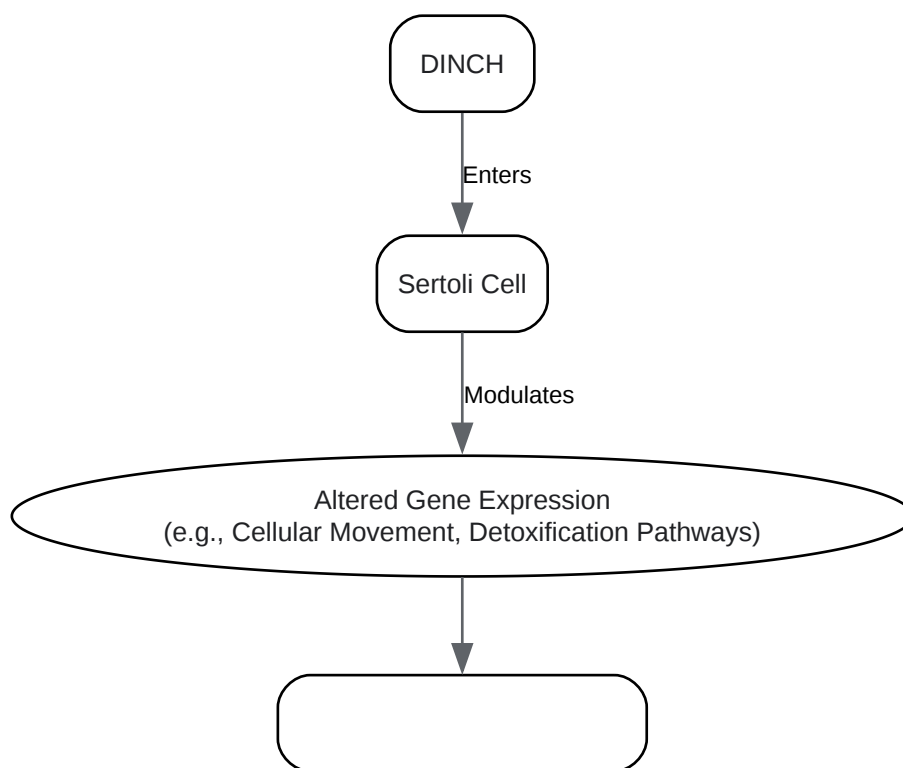 DINCH
Enters
Sertoli Cell
Modulates
Altered Gene Expression
(e.g., Cellular Movement, Detoxification Pathways)